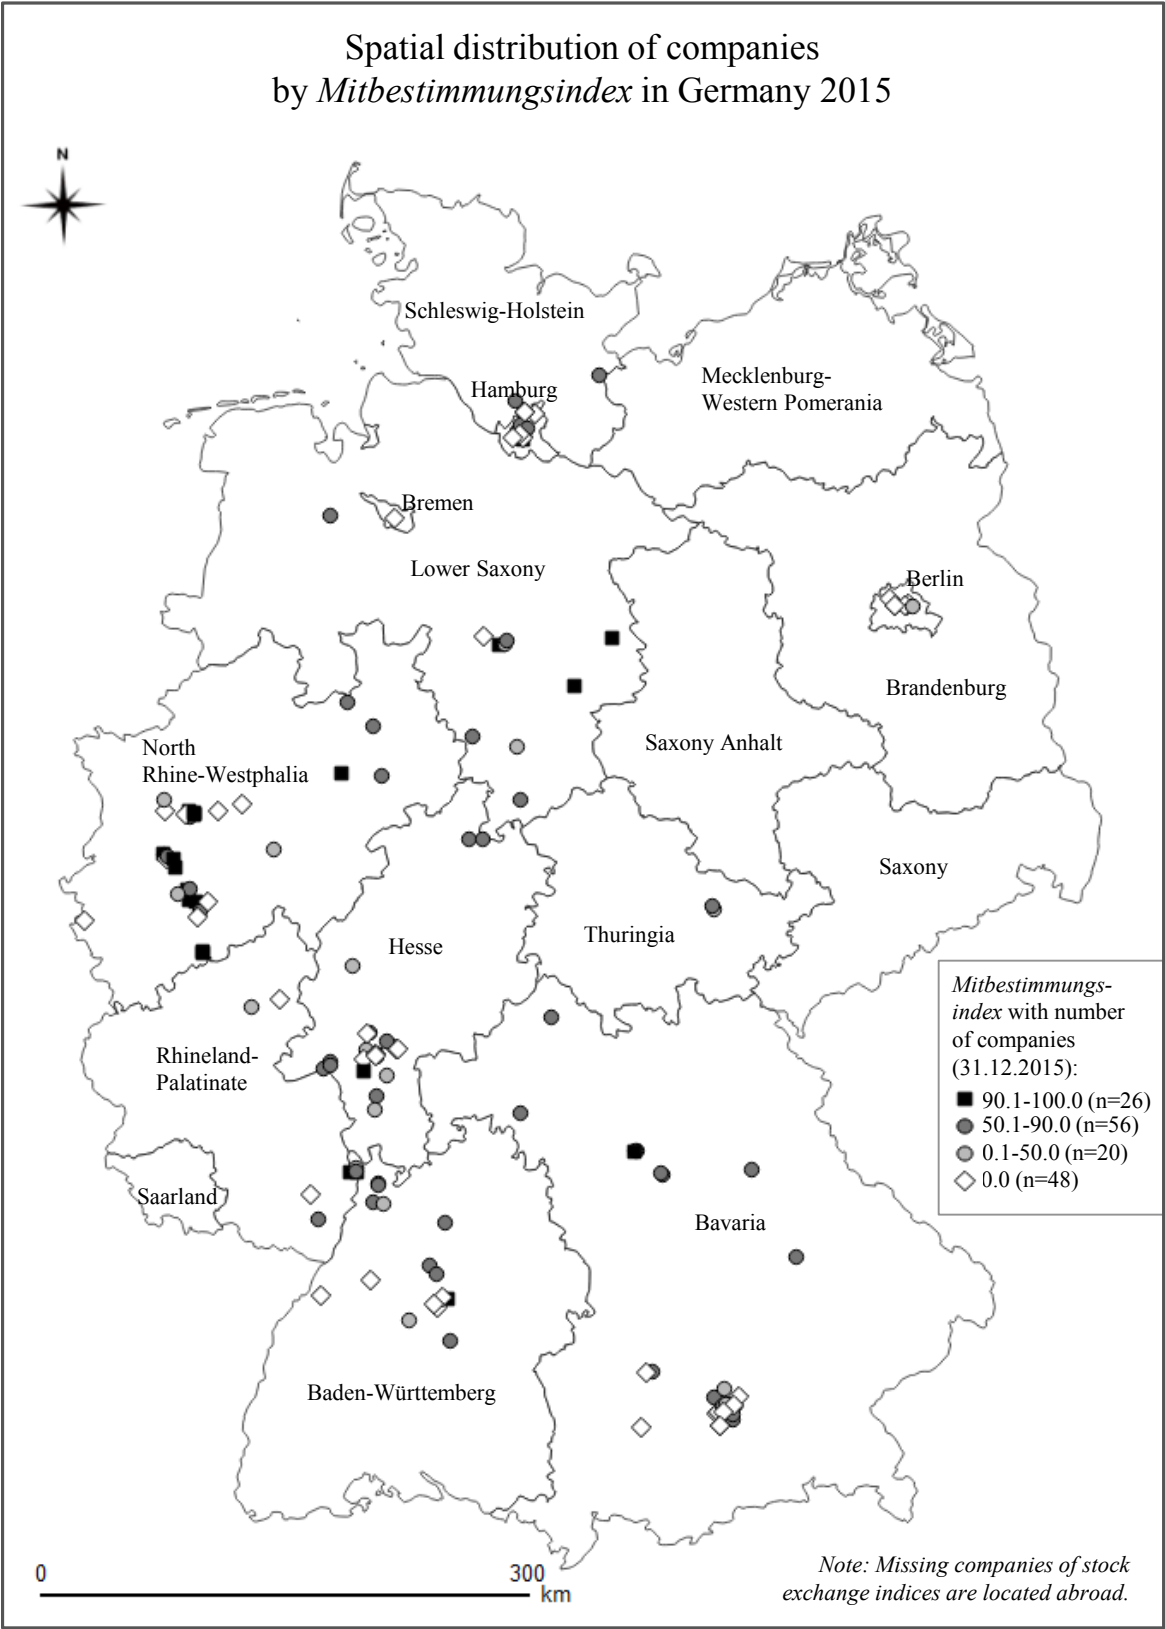 Spatial distribution of companies
by Mitbestimmungsindex in Germany 2015
N
Schleswig-Holstein
Hamburg
Mecklenburg-
Western Pomerania
Bremen
Lower Saxony
Berlin
Brandenburg
North
Rhine-Westphalia
Saxony Anhalt
Saxony
Hesse
Thuringia
Rhineland-
Palatinate
Saarland
Bavaria
Baden-Württemberg
Mitbestimmungs-
index with number
of companies
(31.12.2015):
90.1-100.0 (n=26)
50.1-90.0 (n=56)
0.1-50.0 (n=20)
0.0 (n=48)
0 300
km
Note: Missing companies of stock
exchange indices are located abroad.